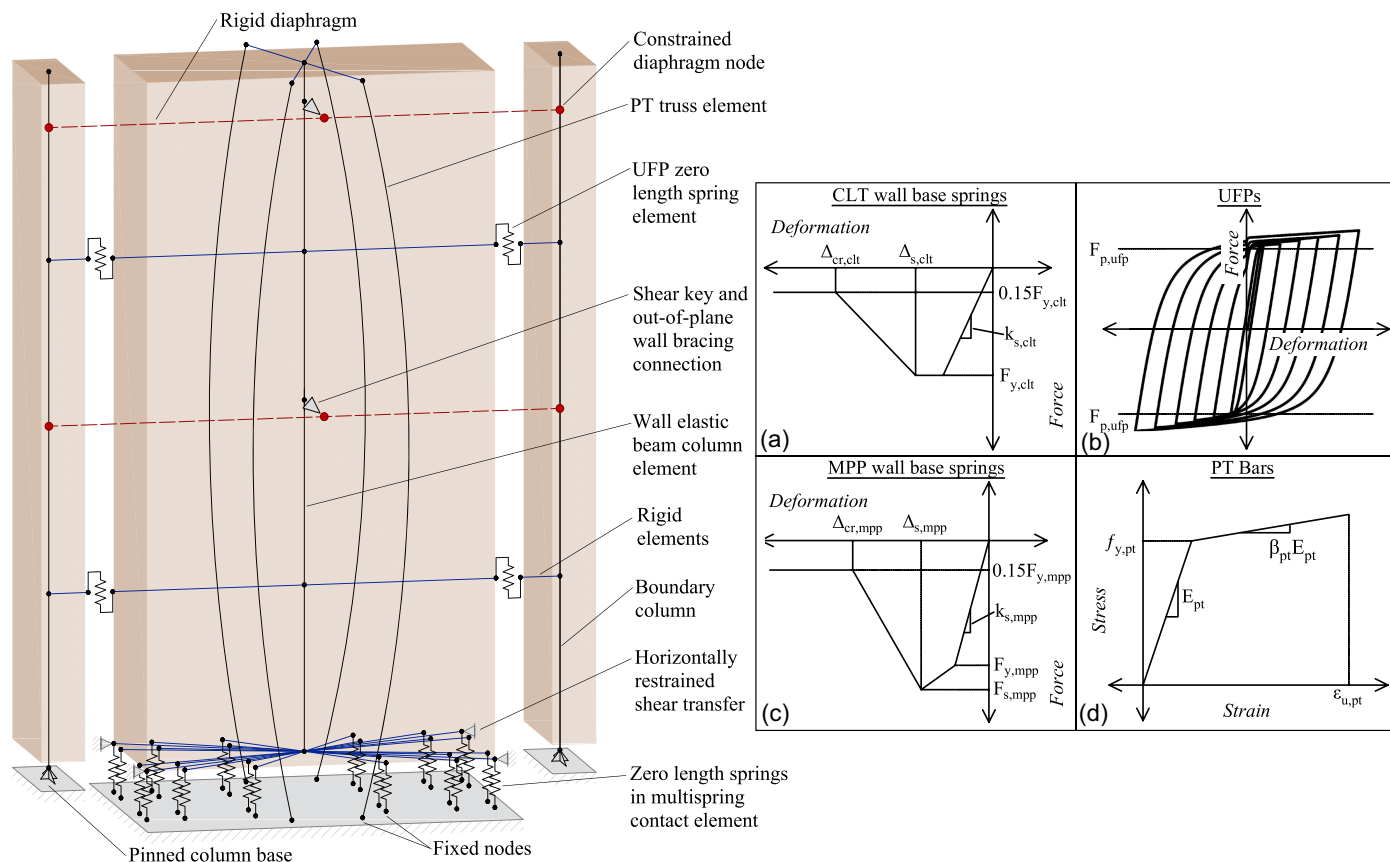 Rigid diaphragm
Constrained
diaphragm node
PT truss element
UFP zero
length spring
element
Shear key and
out-of-plane
wall bracing
connection
Wall elastic
beam column
element
Rigid
elements
Boundary
column
Horizontally
restrained
shear transfer
Zero length springs
in multispring
contact element
Pinned column base
Fixed nodes
CLT wall base springs
Deformation
Δcr,clt
Δs,clt
0.15Fy,clt
ks,clt
Fy,clt
Force
(a)
UFPs
Fp,ufp
Force
Deformation
Fp,ufp
(b)
MPP wall base springs
Deformation
Δcr,mpp
Δs,mpp
0.15Fy,mpp
ks,mpp
Fy,mpp
Fs,mpp
Force
(c)
PT Bars
fy,pt
βptEpt
Ept
Stress
εu,pt
Strain
(d)